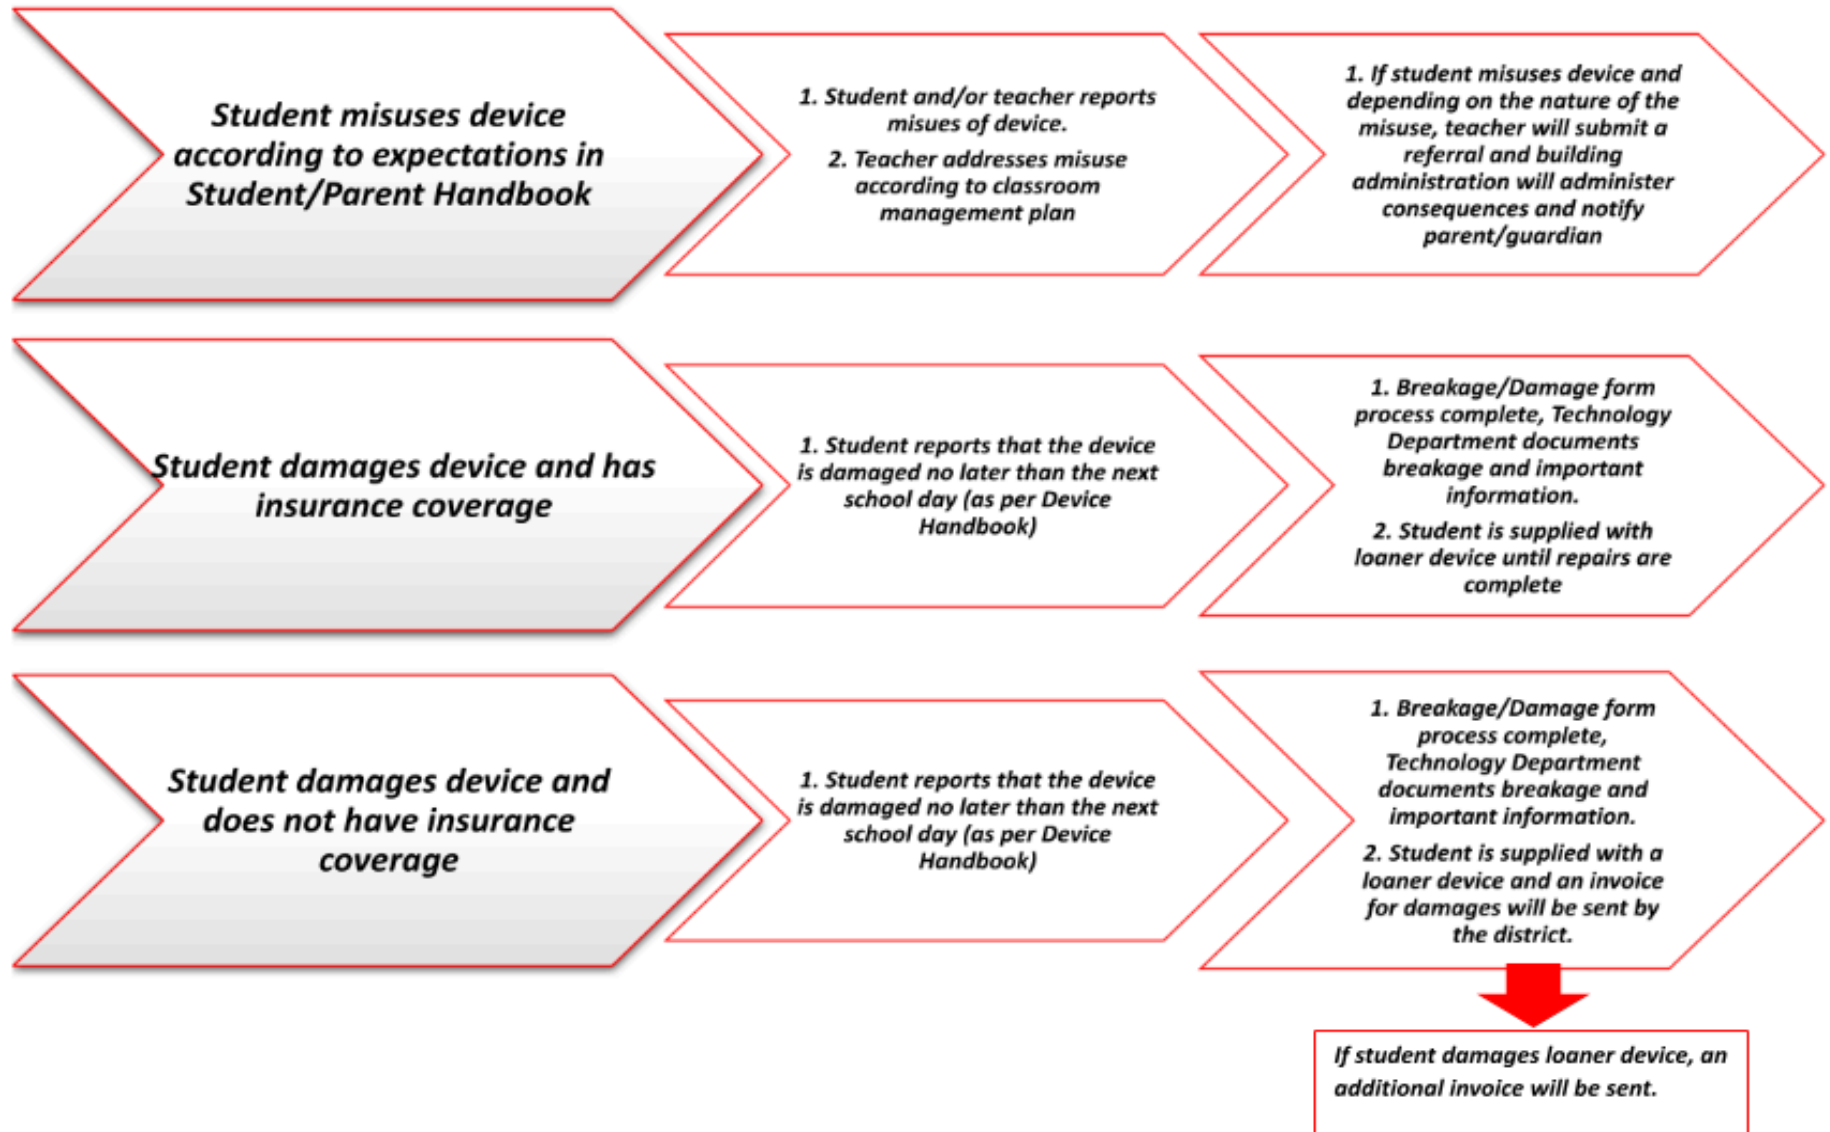 Student misuses device
according to expectations in
Student/Parent Handbook
1. Student and/or teacher reports
misues of device.
2. Teacher addresses misuse
according to classroom
management plan
1. If student misuses device and
depending on the nature of the
misuse, teacher will submit a
referral and building
administration will administer
consequences and notify
parent/guardian
Student damages device and has
insurance coverage
1. Student reports that the device
is damaged no later than the next
school day (as per Device
Handbook)
1. Breakage/Damage form
process complete, Technology
Department documents
breakage and important
information.
2. Student is supplied with
loaner device until repairs are
complete
Student damages device and
does not have insurance
coverage
1. Student reports that the device
is damaged no later than the next
school day (as per Device
Handbook)
1. Breakage/Damage form
process complete,
Technology Department
documents breakage and
important information.
2. Student is supplied with a
loaner device and an invoice
for damages will be sent by
the district.
If student damages loaner device, an
additional invoice will be sent.